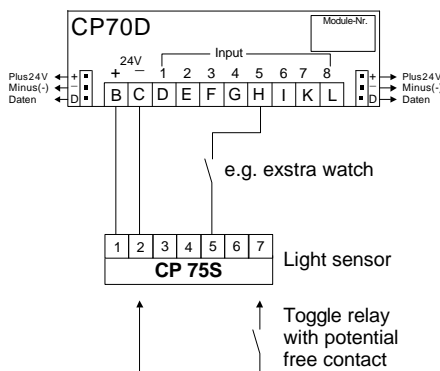 CP70D
Module-Nr.
24V
Input
+ − 1 2 3 4 5 6 7 8
Plus24V + + Plus24V
Minus(-) − − Minus(-)
Daten D D Daten
B C D E F G H I K L
e.g. exstra watch
1 2 3 4 5 6 7
CP 75S
Light sensor
Toggle relay
with potential
free contact